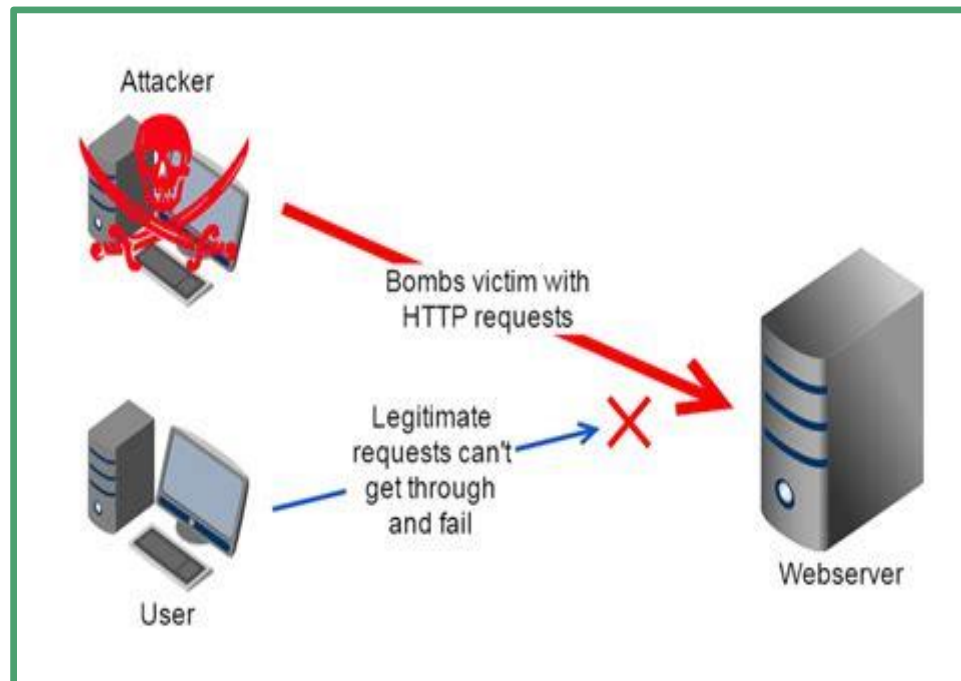 Attacker
Bombs victim with
HTTP requests
Legitimate
requests can't
get through
and fail
User
Webserver